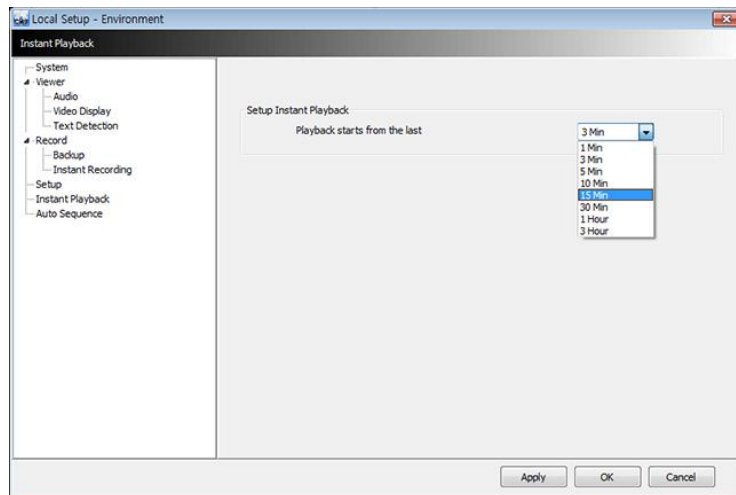 Local Setup - Environment
Instant Playback
System
Viewer
Audio
Video Display
Text Detection
Record
Backup
Instant Recording
Setup
Instant Playback
Auto Sequence
Setup Instant Playback
Playback starts from the last
3 Min
1 Min
3 Min
5 Min
10 Min
15 Min
30 Min
1 Hour
3 Hour
Apply
OK
Cancel